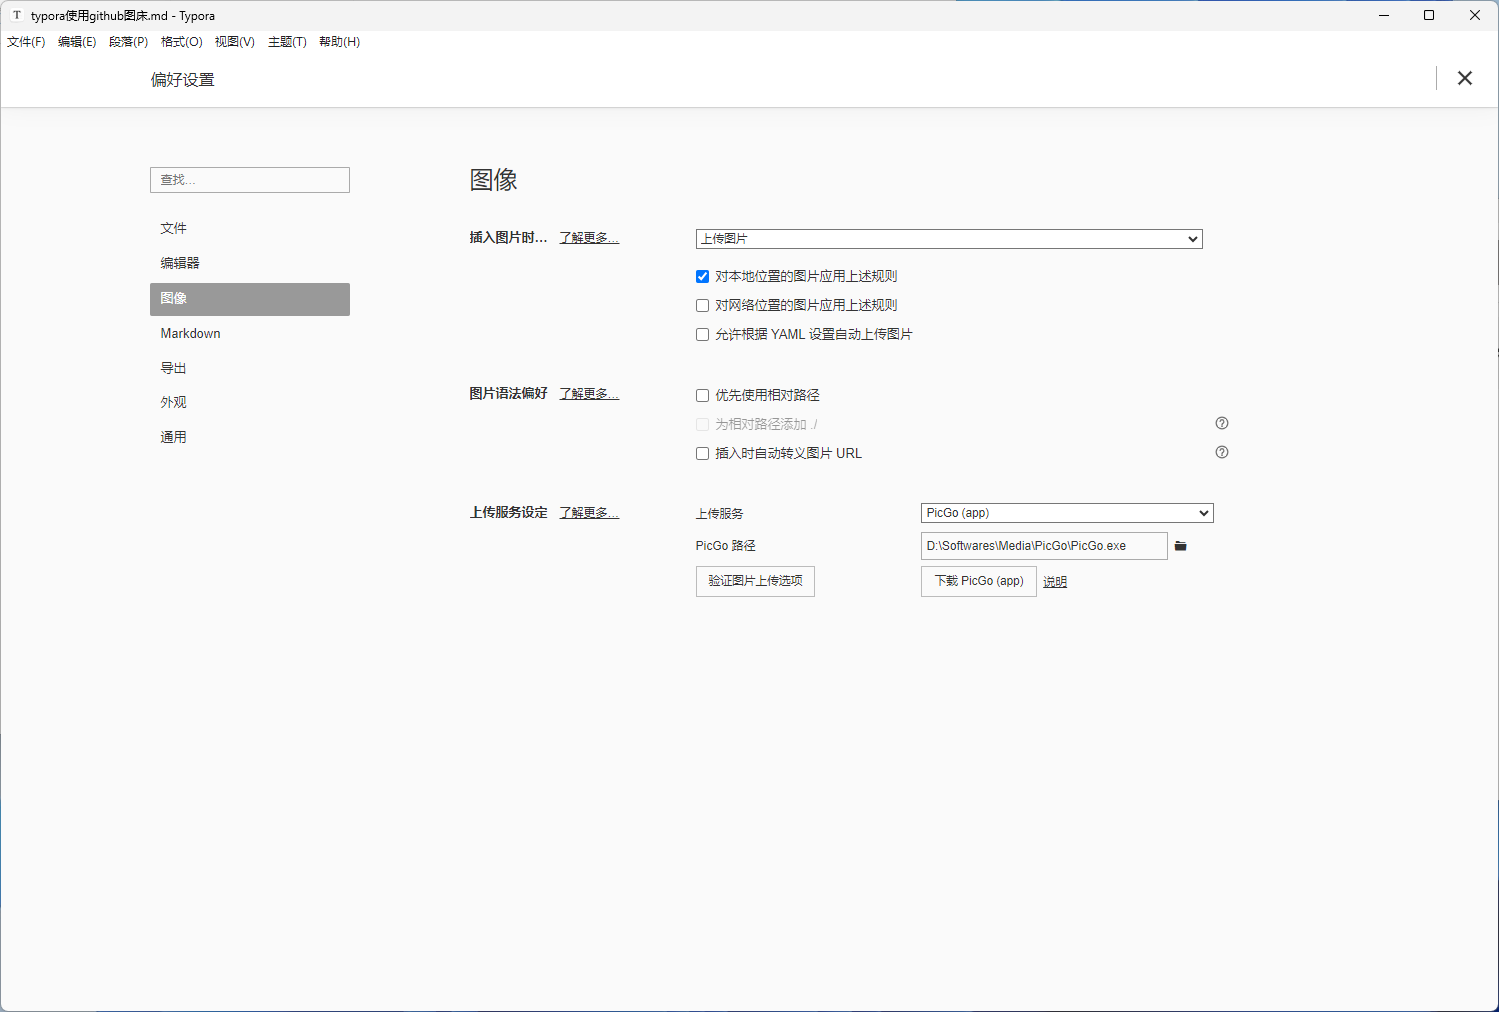 T typora使用github图床.md - Typora
文件(F) 编辑(E) 段落(P) 格式(O) 视图(V) 主题(T) 帮助(H)
偏好设置
查找...
文件
编辑器
图像
Markdown
导出
外观
通用
图像
插入图片时... 了解更多... 上传图片
对本地位置的图片应用上述规则
对网络位置的图片应用上述规则
允许根据 YAML 设置自动上传图片
图片语法偏好 了解更多... 优先使用相对路径
为相对路径添加 ./
插入时自动转义图片 URL
上传服务设定 了解更多... 上传服务 PicGo (app)
PicGo 路径 D:\Softwares\Media\PicGo\PicGo.exe
验证图片上传选项 下载 PicGo (app) 说明